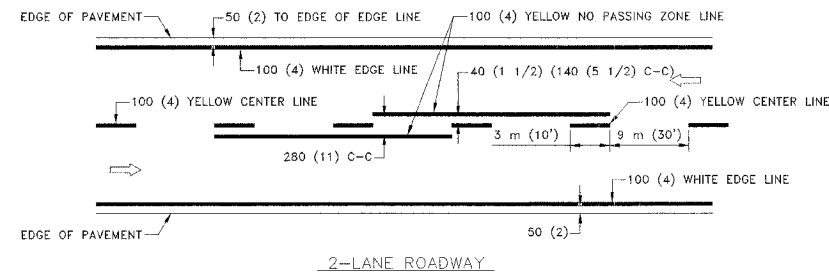 EDGE OF PAVEMENT
50 (2) TO EDGE OF EDGE LINE
100 (4) YELLOW NO PASSING ZONE LINE
100 (4) WHITE EDGE LINE
40 (1 1/2) (140 (5 1/2) C-C)
100 (4) YELLOW CENTER LINE
100 (4) YELLOW CENTER LINE
3 m (10')
9 m (30')
280 (11) C-C
100 (4) WHITE EDGE LINE
EDGE OF PAVEMENT
50 (2)
2-LANE ROADWAY